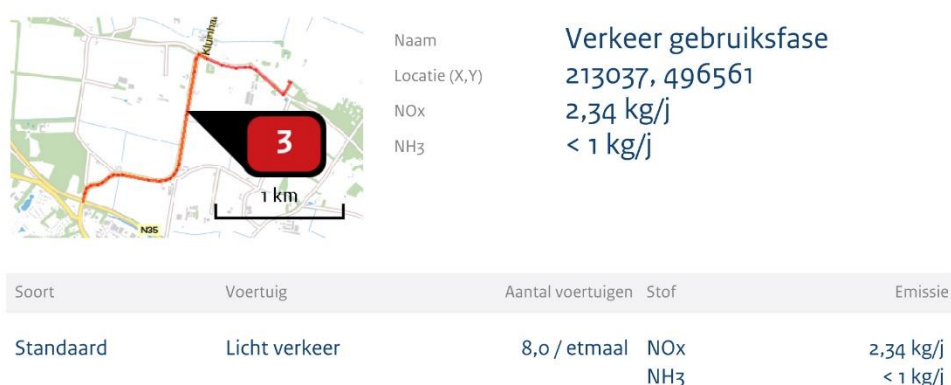 Kluinhaar
3
1 km
N35
Naam Verkeer gebruiksfase
Locatie (X,Y) 213037, 496561
NOx 2,34 kg/j
NH3 < 1 kg/j
Soort Voertuig Aantal voertuigen Stof Emissie
Standaard Licht verkeer 8,0 / etmaal NOx 2,34 kg/j
NH3 < 1 kg/j